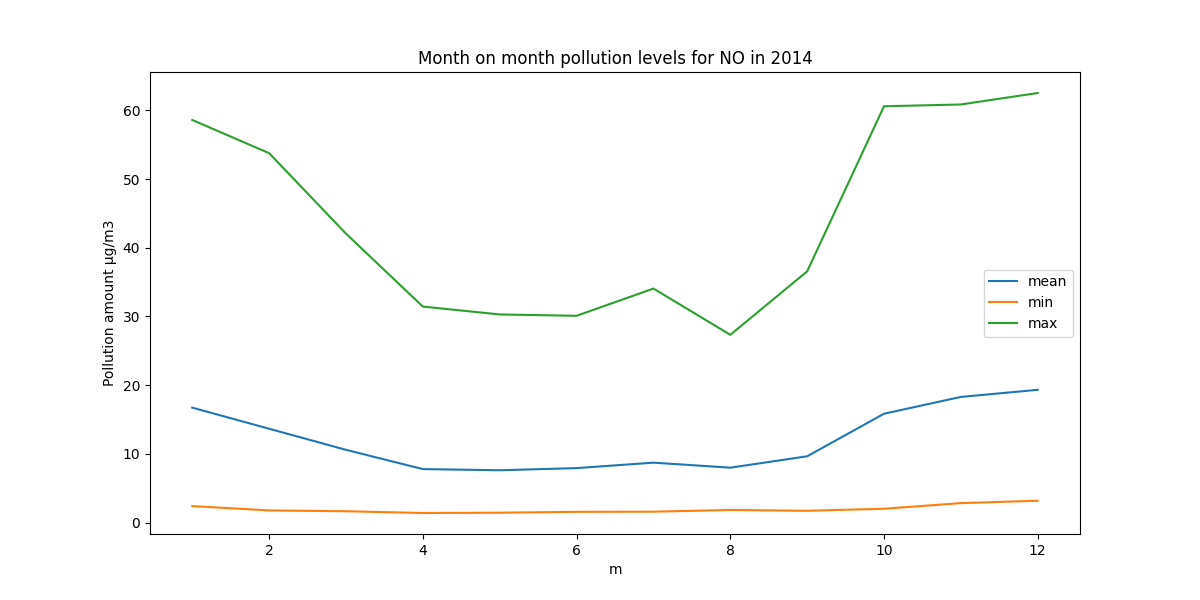 Month on month pollution levels for NO in 2014
Pollution amount µg/m3
60
50
40
30
20
10
0
mean
min
max
2 4 6 8 10 12
m